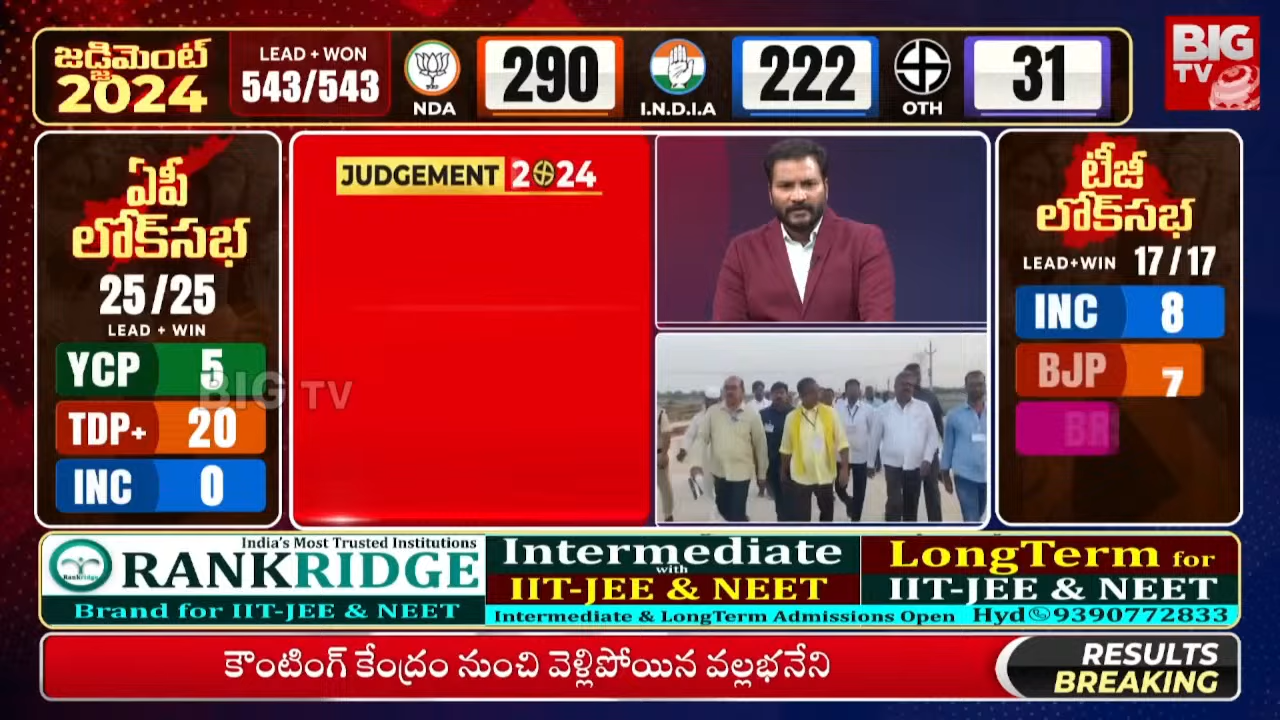 జడ్జిమెంట్
2024
LEAD + WON
543/543
NDA
290
I.N.D.I.A
222
OTH
31
BIG
TV
ఏపీ
లోక్‌సభ
25/25
LEAD + WIN
YCP 5
TDP+ 20
INC 0
JUDGEMENT 2024
BIG TV
టీజీ
లోక్‌సభ
LEAD+WIN 17/17
INC 8
BJP 7
India's Most Trusted Institutions
RANKRIDGE
Brand for IIT-JEE & NEET
Intermediate
with
IIT-JEE & NEET
LongTerm for
IIT-JEE & NEET
Intermediate & LongTerm Admissions Open Hyd 9390772833
కౌంటింగ్ కేంద్రం నుంచి వెళ్లిపోయిన వల్లభనేని
RESULTS
BREAKING